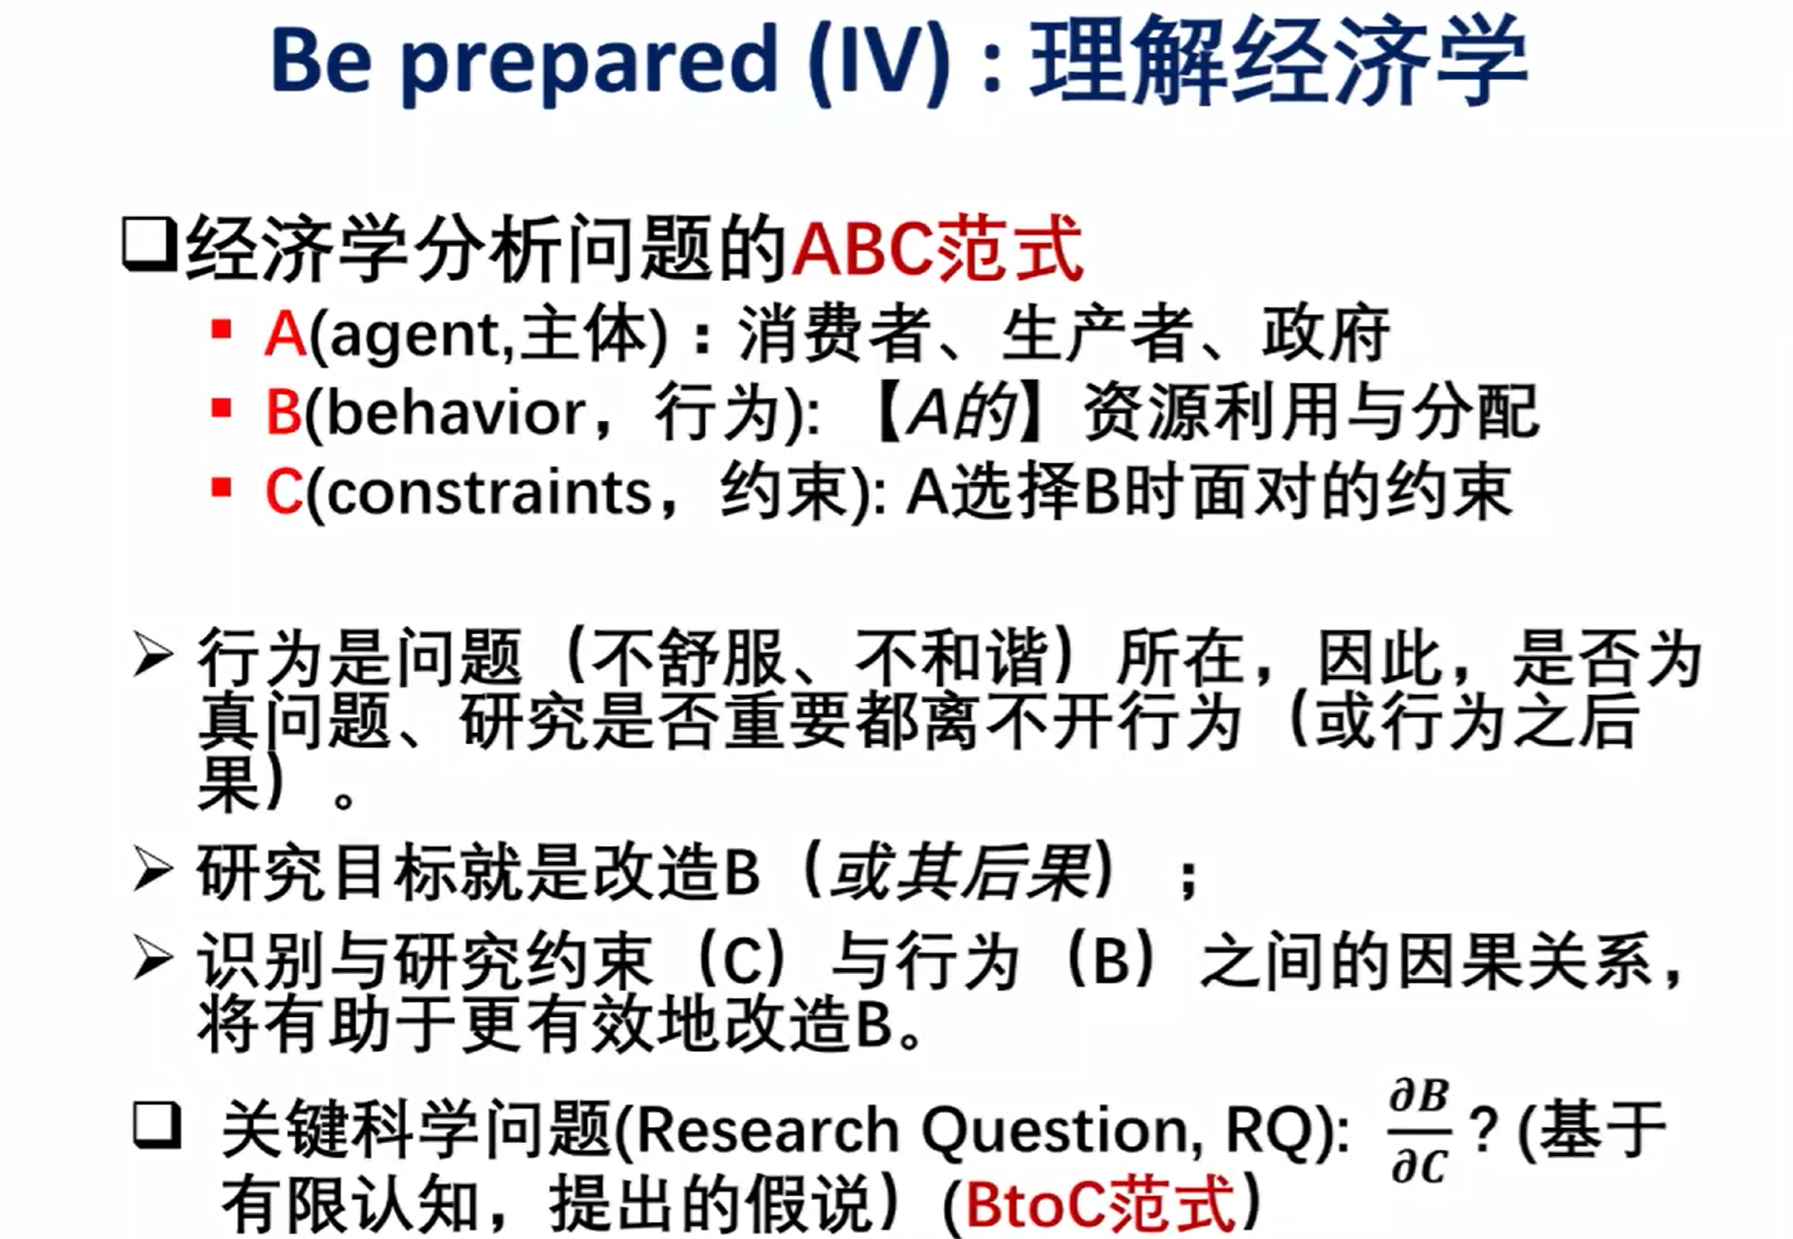 Be prepared (IV) : 理解经济学
❑经济学分析问题的ABC范式
▪ A(agent,主体)：消费者、生产者、政府
▪ B(behavior，行为): 【A的】资源利用与分配
▪ C(constraints，约束): A选择B时面对的约束
➢ 行为是问题（不舒服、不和谐）所在，因此，是否为
真问题、研究是否重要都离不开行为（或行为之后
果）。
➢ 研究目标就是改造B（或其后果）；
➢ 识别与研究约束（C）与行为（B）之间的因果关系，
将有助于更有效地改造B。
❑ 关键科学问题(Research Question, RQ): ∂B/∂C ? (基于
有限认知，提出的假说）(BtoC范式)